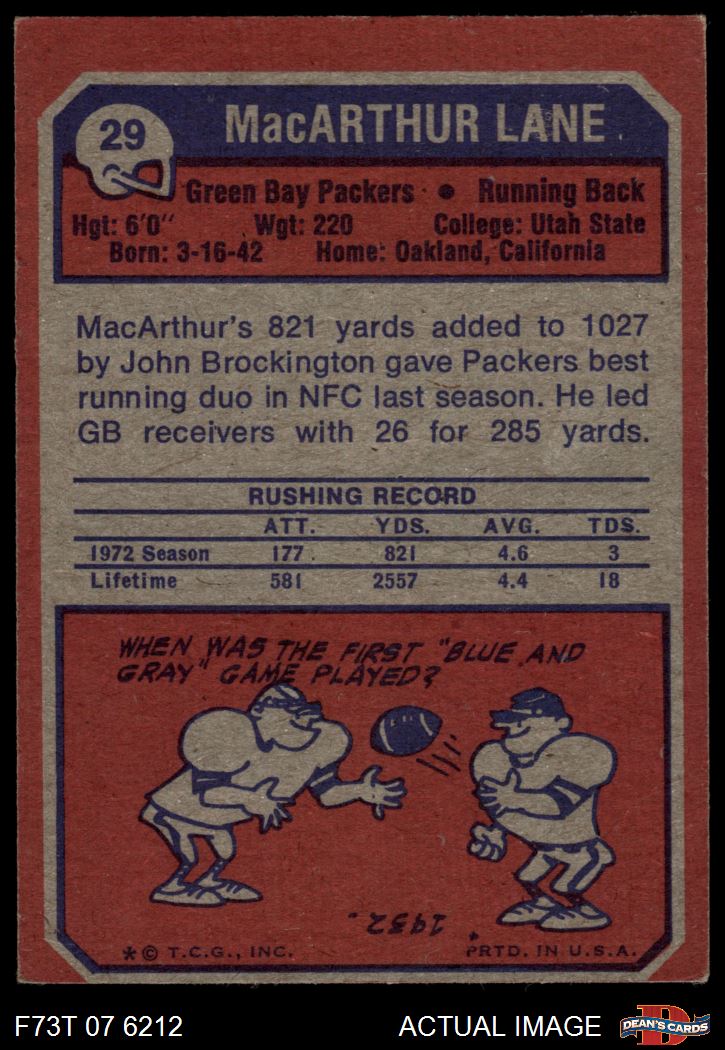 29
MacARTHUR LANE
Green Bay Packers • Running Back
Hgt: 6'0" Wgt: 220 College: Utah State
Born: 3-16-42 Home: Oakland, California
MacArthur's 821 yards added to 1027
by John Brockington gave Packers best
running duo in NFC last season. He led
GB receivers with 26 for 285 yards.
RUSHING RECORD
ATT. YDS. AVG. TDS.
1972 Season 177 821 4.6 3
Lifetime 581 2557 4.4 18
WHEN WAS THE FIRST "BLUE AND
GRAY" GAME PLAYED?
1932.
* © T.C.G., INC. * PRTD. IN U.S.A.
F73T 07 6212 ACTUAL IMAGE D DEAN'S CARDS